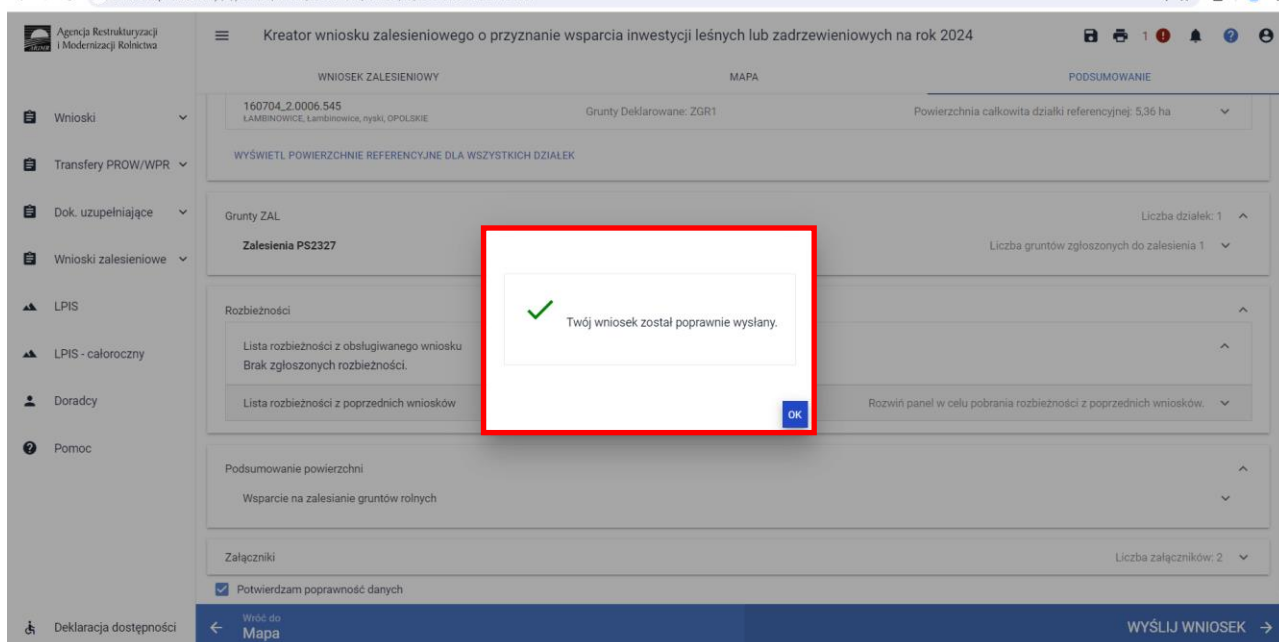 Agencja Restrukturyzacji
i Modernizacji Rolnictwa
Kreator wniosku zalesieniowego o przyznanie wsparcia inwestycji leśnych lub zadrzewieniowych na rok 2024
1
WNIOSEK ZALESIENIOWY
MAPA
PODSUMOWANIE
Wnioski
Transfery PROW/WPR
Dok. uzupełniające
Wnioski zalesieniowe
LPIS
LPIS - całoroczny
Doradcy
Pomoc
Deklaracja dostępności
160704_2.0006.545
ŁAMBINOWICE, Łambinowice, nyski, OPOLSKIE
Grunty Deklarowane: ZGR1
Powierzchnia całkowita działki referencyjnej: 5,36 ha
WYŚWIETL POWIERZCHNIE REFERENCYJNE DLA WSZYSTKICH DZIAŁEK
Grunty ZAL
Liczba działek: 1
Zalesienia PS2327
Liczba gruntów zgłoszonych do zalesienia 1
Rozbieżności
Lista rozbieżności z obsługiwanego wniosku
Brak zgłoszonych rozbieżności.
Lista rozbieżności z poprzednich wniosków
Rozwiń panel w celu pobrania rozbieżności z poprzednich wniosków.
Twój wniosek został poprawnie wysłany.
OK
Podsumowanie powierzchni
Wsparcie na zalesianie gruntów rolnych
Załączniki
Liczba załączników: 2
Potwierdzam poprawność danych
Wróć do
Mapa
WYŚLIJ WNIOSEK